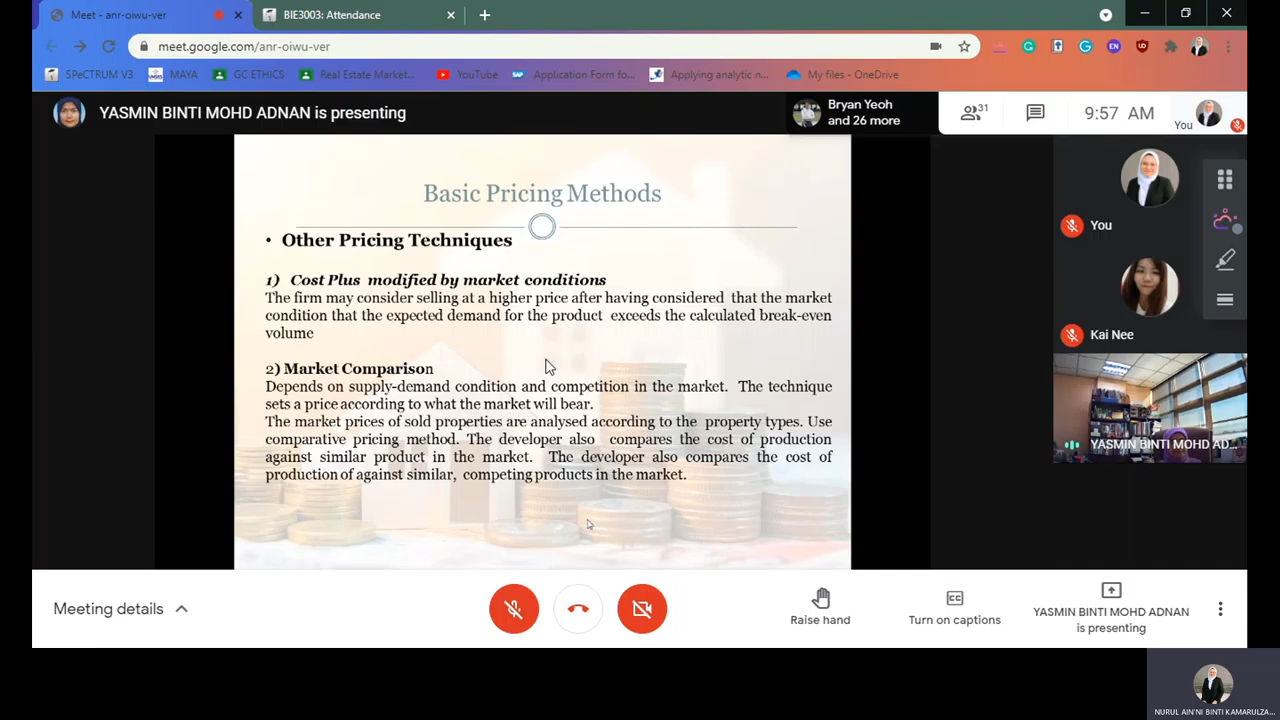 Meet - anr-oiwu-ver
BIE3003: Attendance
meet.google.com/anr-oiwu-ver
SPeCTRUM V3
MAYA
GC ETHICS
Real Estate Market...
YouTube
Application Form fo...
Applying analytic n...
My files - OneDrive
YASMIN BINTI MOHD ADNAN is presenting
Bryan Yeoh
and 26 more
31
9:57 AM
You
Basic Pricing Methods
• Other Pricing Techniques
1) Cost Plus modified by market conditions
The firm may consider selling at a higher price after having considered that the market
condition that the expected demand for the product exceeds the calculated break-even
volume
2) Market Comparison
Depends on supply-demand condition and competition in the market. The technique
sets a price according to what the market will bear.
The market prices of sold properties are analysed according to the property types. Use
comparative pricing method. The developer also compares the cost of production
against similar product in the market. The developer also compares the cost of
production of against similar, competing products in the market.
You
Kai Nee
YASMIN BINTI MOHD AD...
Meeting details
Raise hand
Turn on captions
YASMIN BINTI MOHD ADNAN
is presenting
NURUL AIN'NI BINTI KAMARULZA...